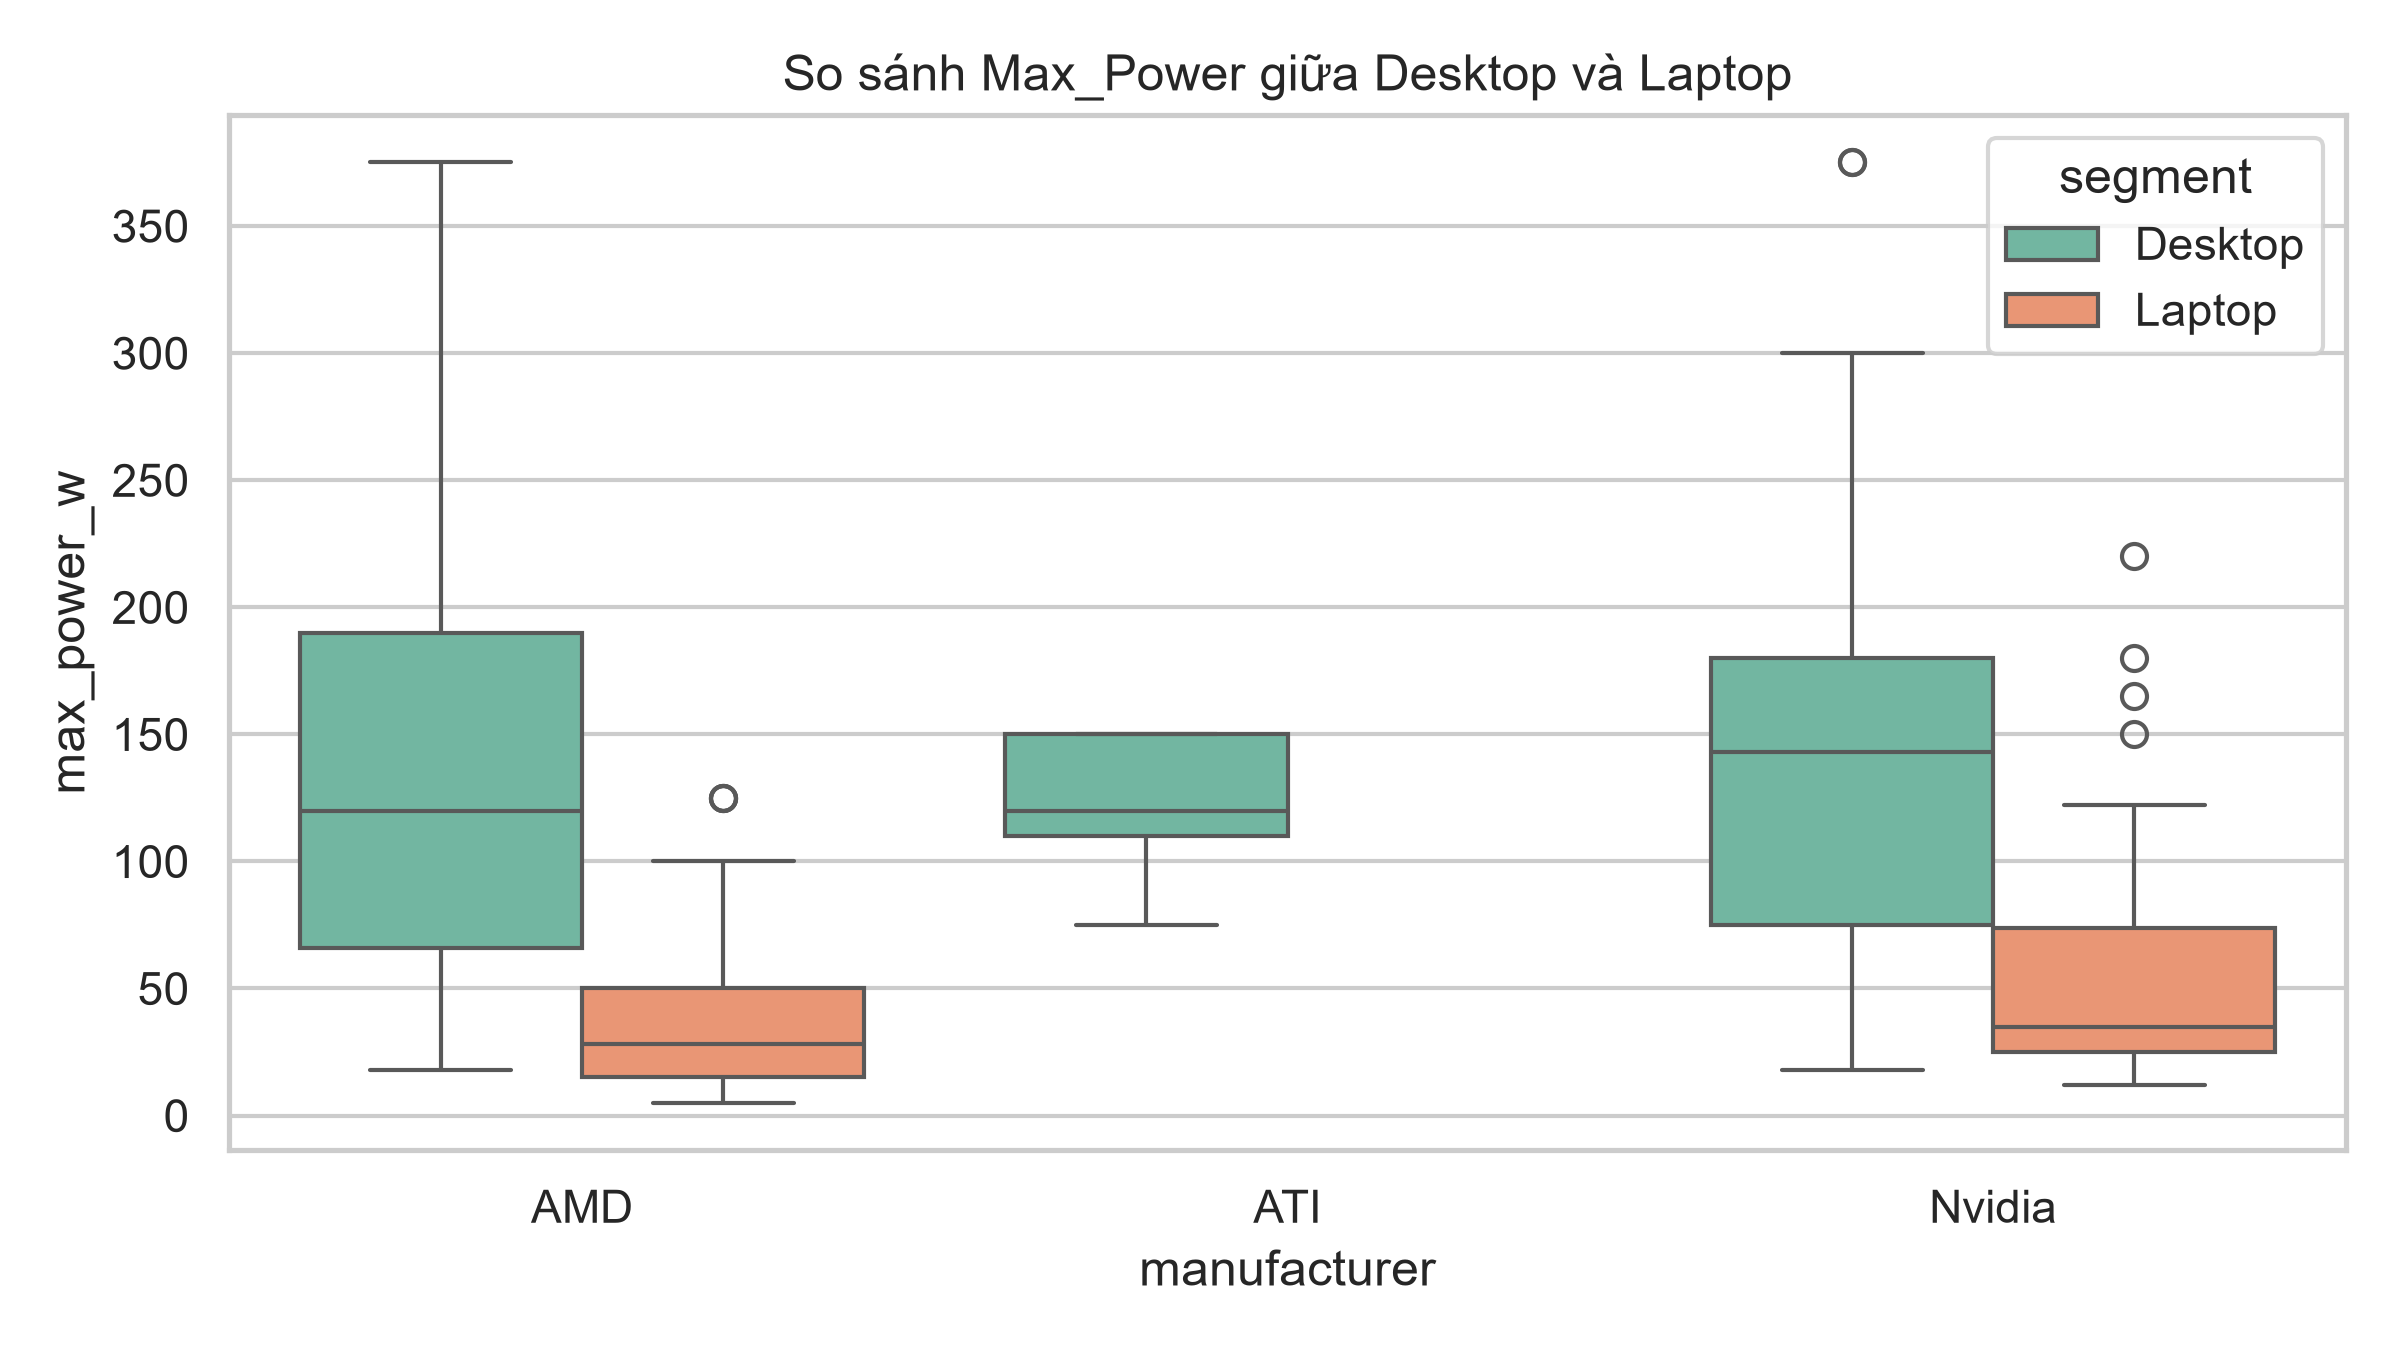 So sánh Max_Power giữa Desktop và Laptop
segment
Desktop
Laptop
max_power_w
350
300
250
200
150
100
50
0
AMD
ATI
Nvidia
manufacturer